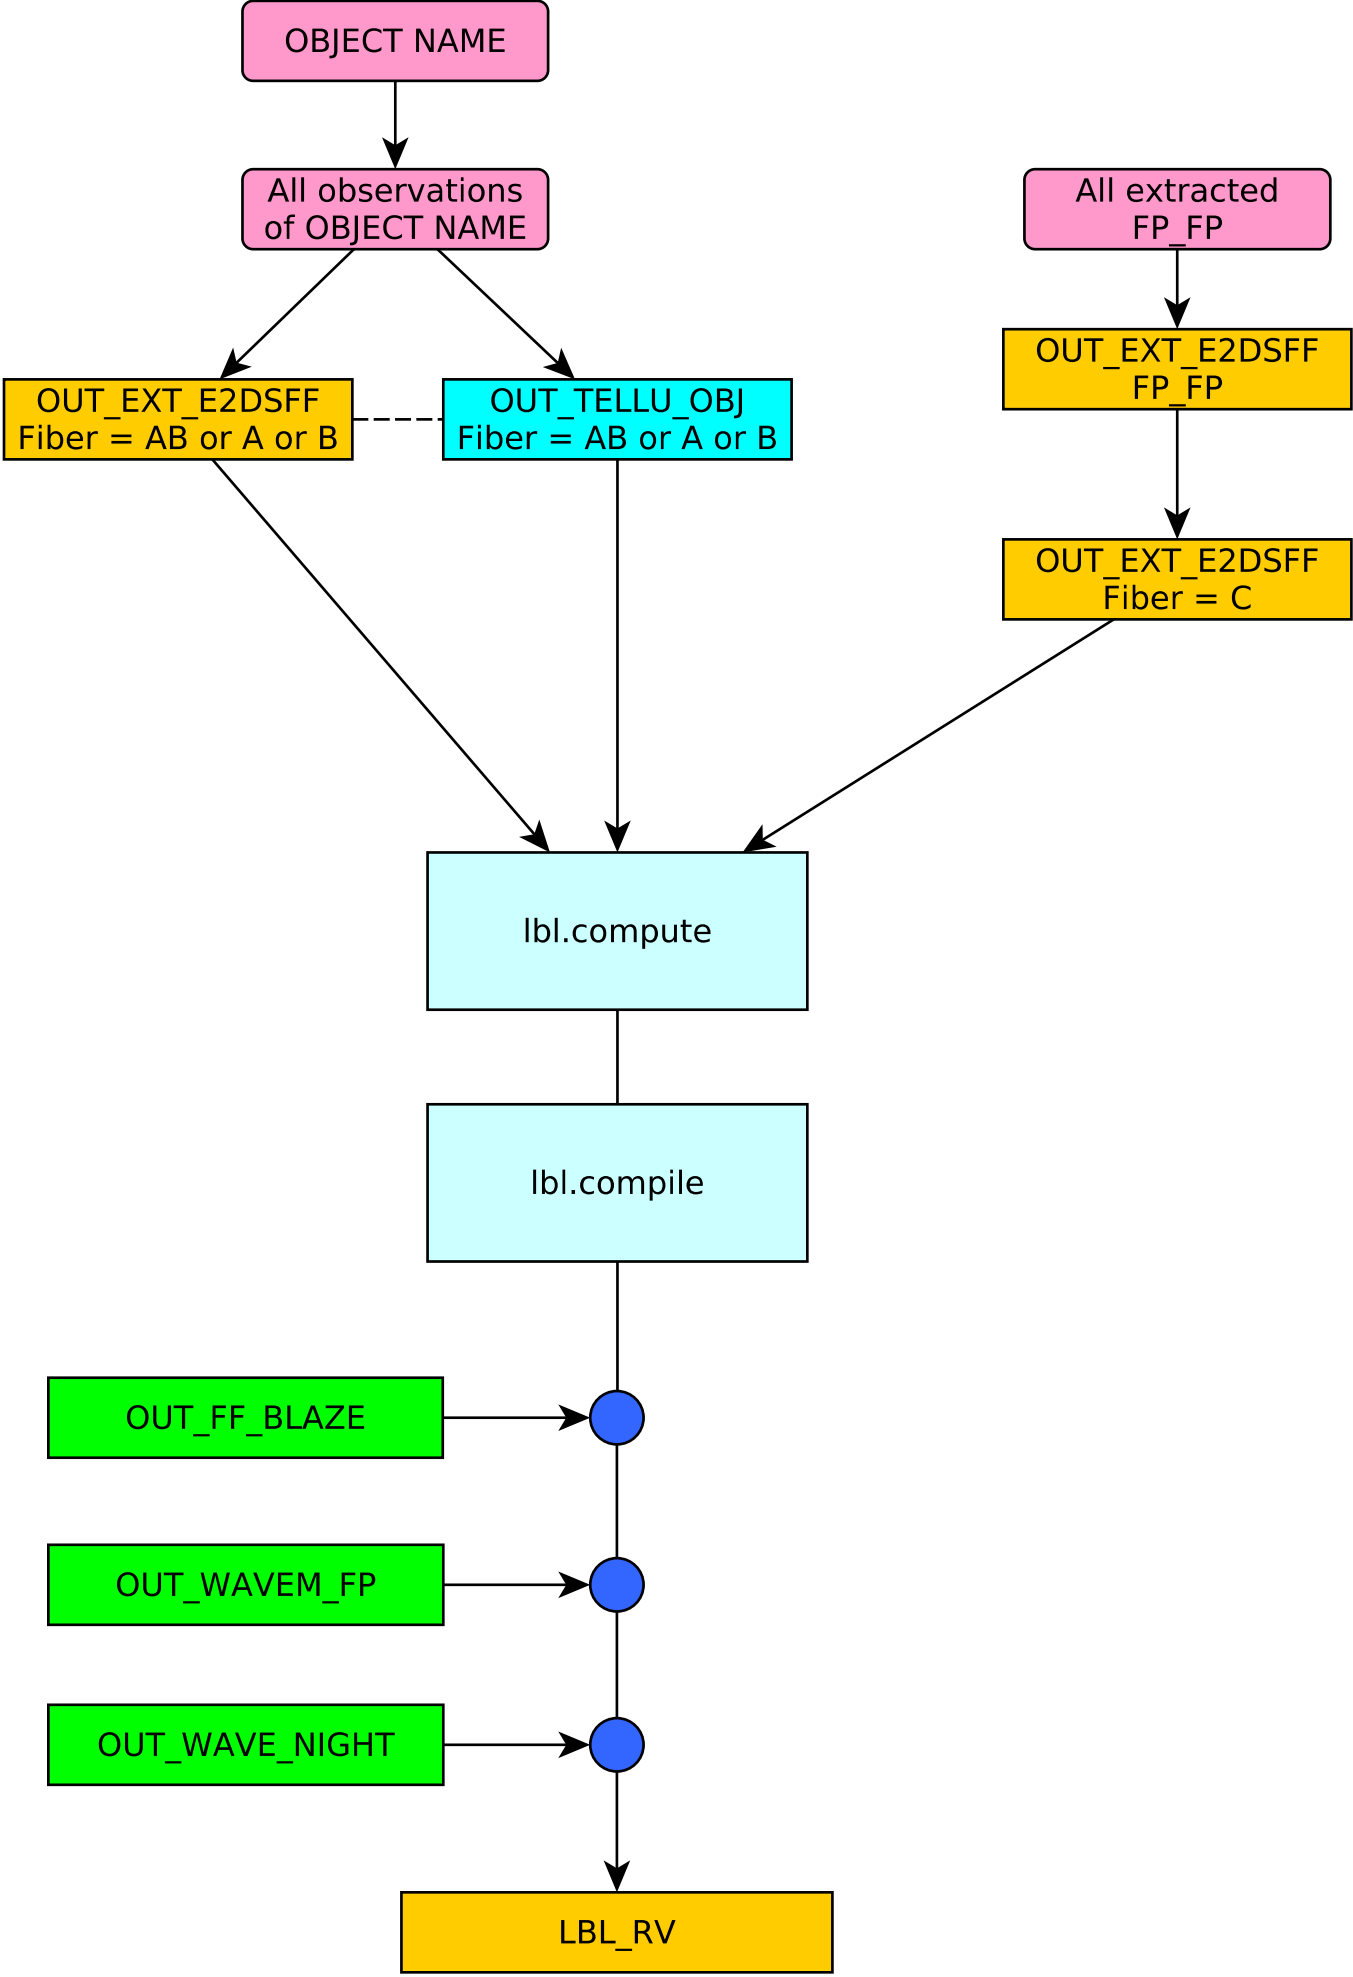 OBJECT NAME
All observations
of OBJECT NAME
All extracted
FP_FP
OUT_EXT_E2DSFF
FP_FP
OUT_EXT_E2DSFF
Fiber = AB or A or B
OUT_TELLU_OBJ
Fiber = AB or A or B
OUT_EXT_E2DSFF
Fiber = C
lbl.compute
lbl.compile
OUT_FF_BLAZE
OUT_WAVEM_FP
OUT_WAVE_NIGHT
LBL_RV